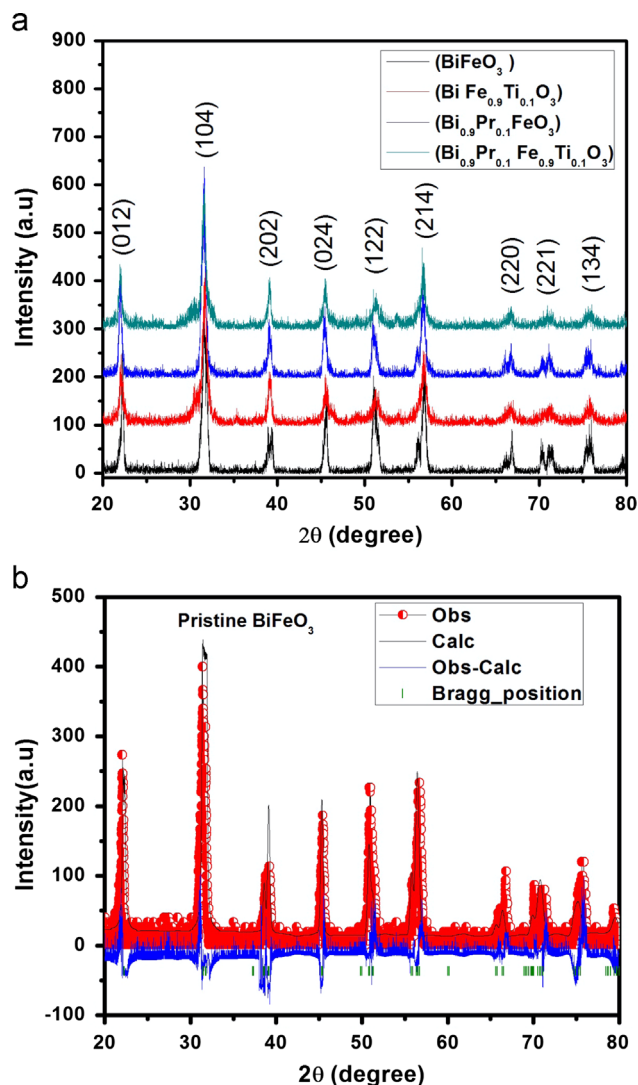 a
900
800
700
600
500
400
300
200
100
0
Intensity (a.u)
(BiFeO3 )
(Bi Fe0.9Ti0.1O3)
(Bi0.9Pr0.1FeO3)
(Bi0.9Pr0.1 Fe0.9Ti0.1O3)
(012)
(104)
(202)
(024)
(122)
(214)
(220)
(221)
(134)
20 30 40 50 60 70 80
2θ (degree)
b
500
400
300
200
100
0
-100
Intensity(a.u)
Pristine BiFeO3
Obs
Calc
Obs-Calc
Bragg_position
20 30 40 50 60 70 80
2θ (degree)